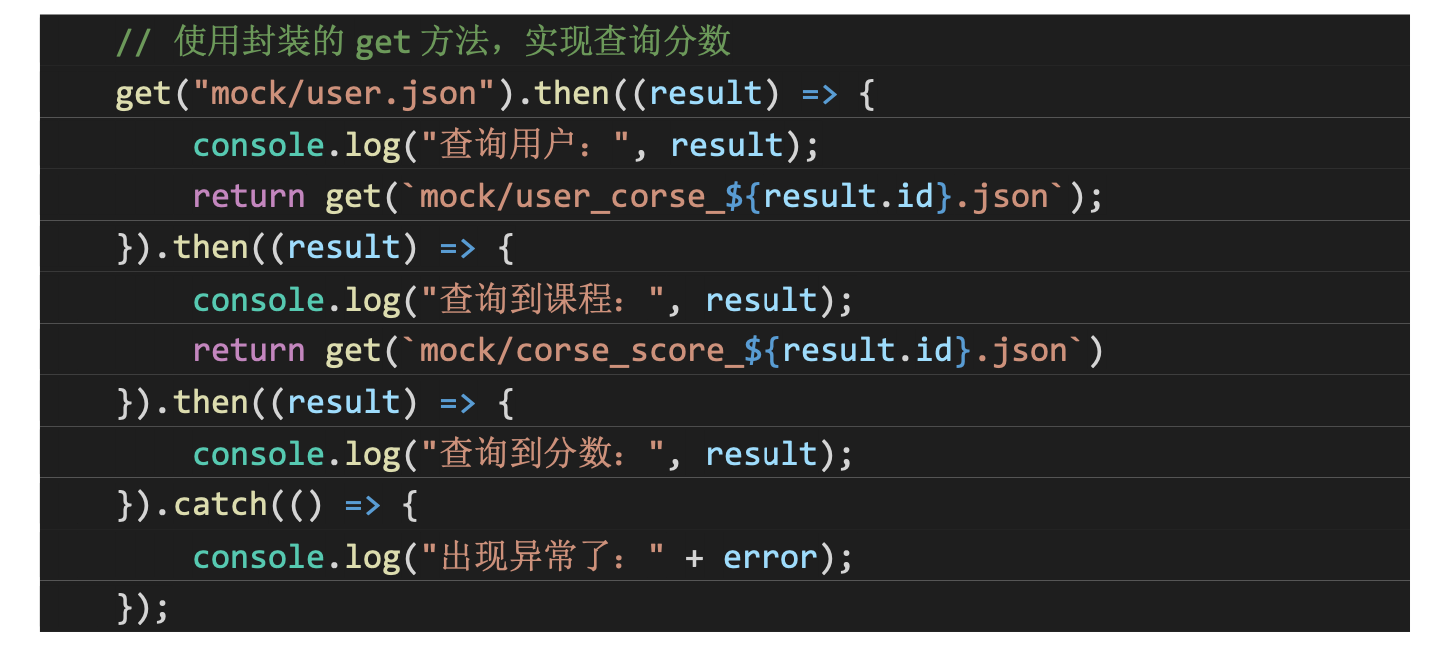 // 使用封装的 get 方法，实现查询分数
get("mock/user.json").then((result) => {
console.log("查询用户：", result);
return get(`mock/user_corse_${result.id}.json`);
}).then((result) => {
console.log("查询到课程：", result);
return get(`mock/corse_score_${result.id}.json`)
}).then((result) => {
console.log("查询到分数：", result);
}).catch(() => {
console.log("出现异常了：" + error);
});